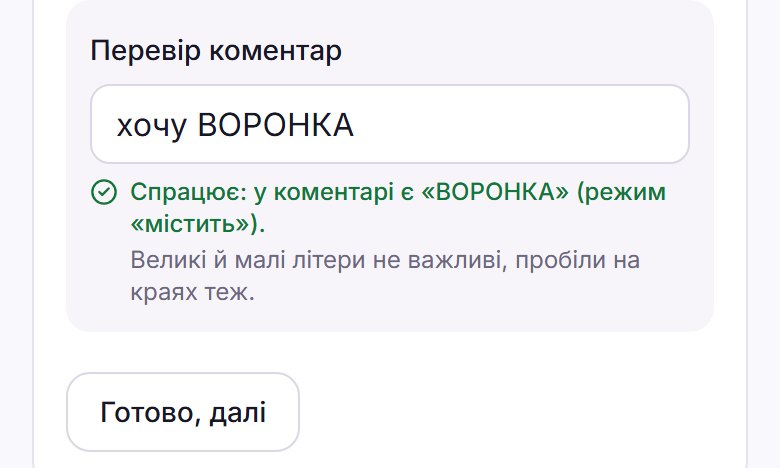 Перевір коментар
хочу ВОРОНКА
Спрацює: у коментарі є «ВОРОНКА» (режим
«містить»).
Великі й малі літери не важливі, пробіли на
краях теж.
Готово, далі